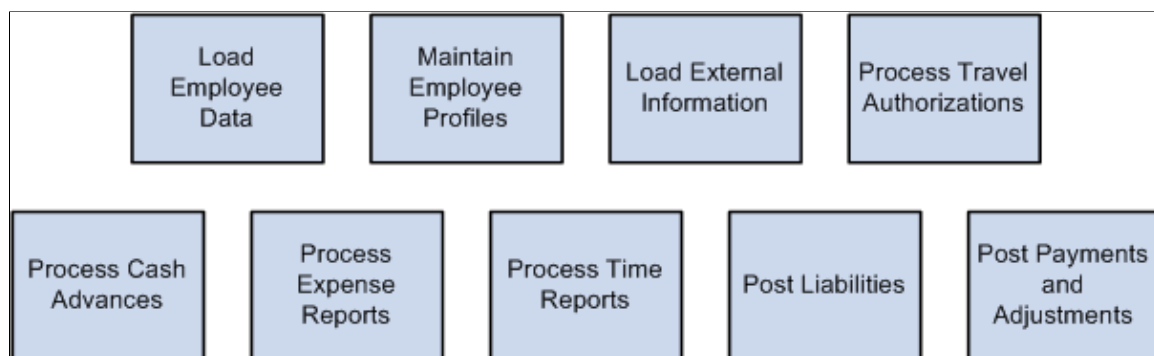 Load
Employee
Data
Maintain
Employee
Profiles
Load External
Information
Process Travel
Authorizations
Process Cash
Advances
Process
Expense
Reports
Process Time
Reports
Post Liabilities
Post Payments
and
Adjustments